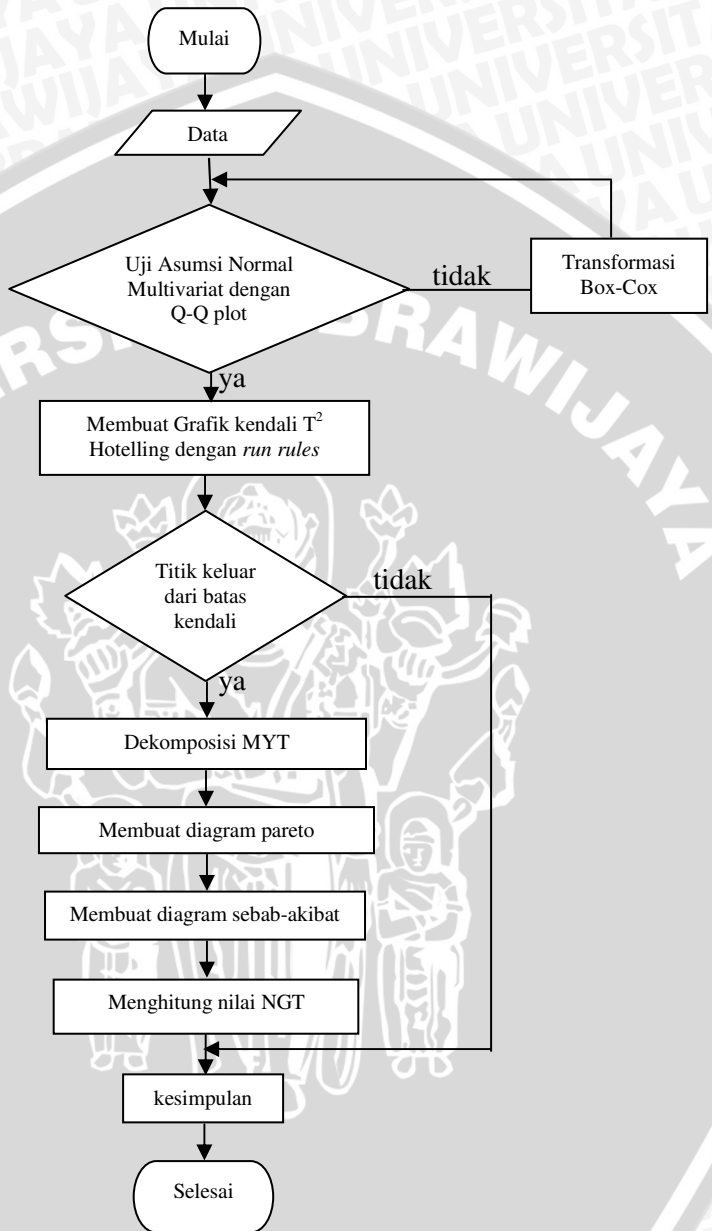 Mulai
Data
Uji Asumsi Normal
Multivariat dengan
Q-Q plot
tidak
Transformasi
Box-Cox
ya
Membuat Grafik kendali T²
Hotelling dengan run rules
Titik keluar
dari batas
kendali
tidak
ya
Dekomposisi MYT
Membuat diagram pareto
Membuat diagram sebab-akibat
Menghitung nilai NGT
kesimpulan
Selesai
BRAWIJAYA